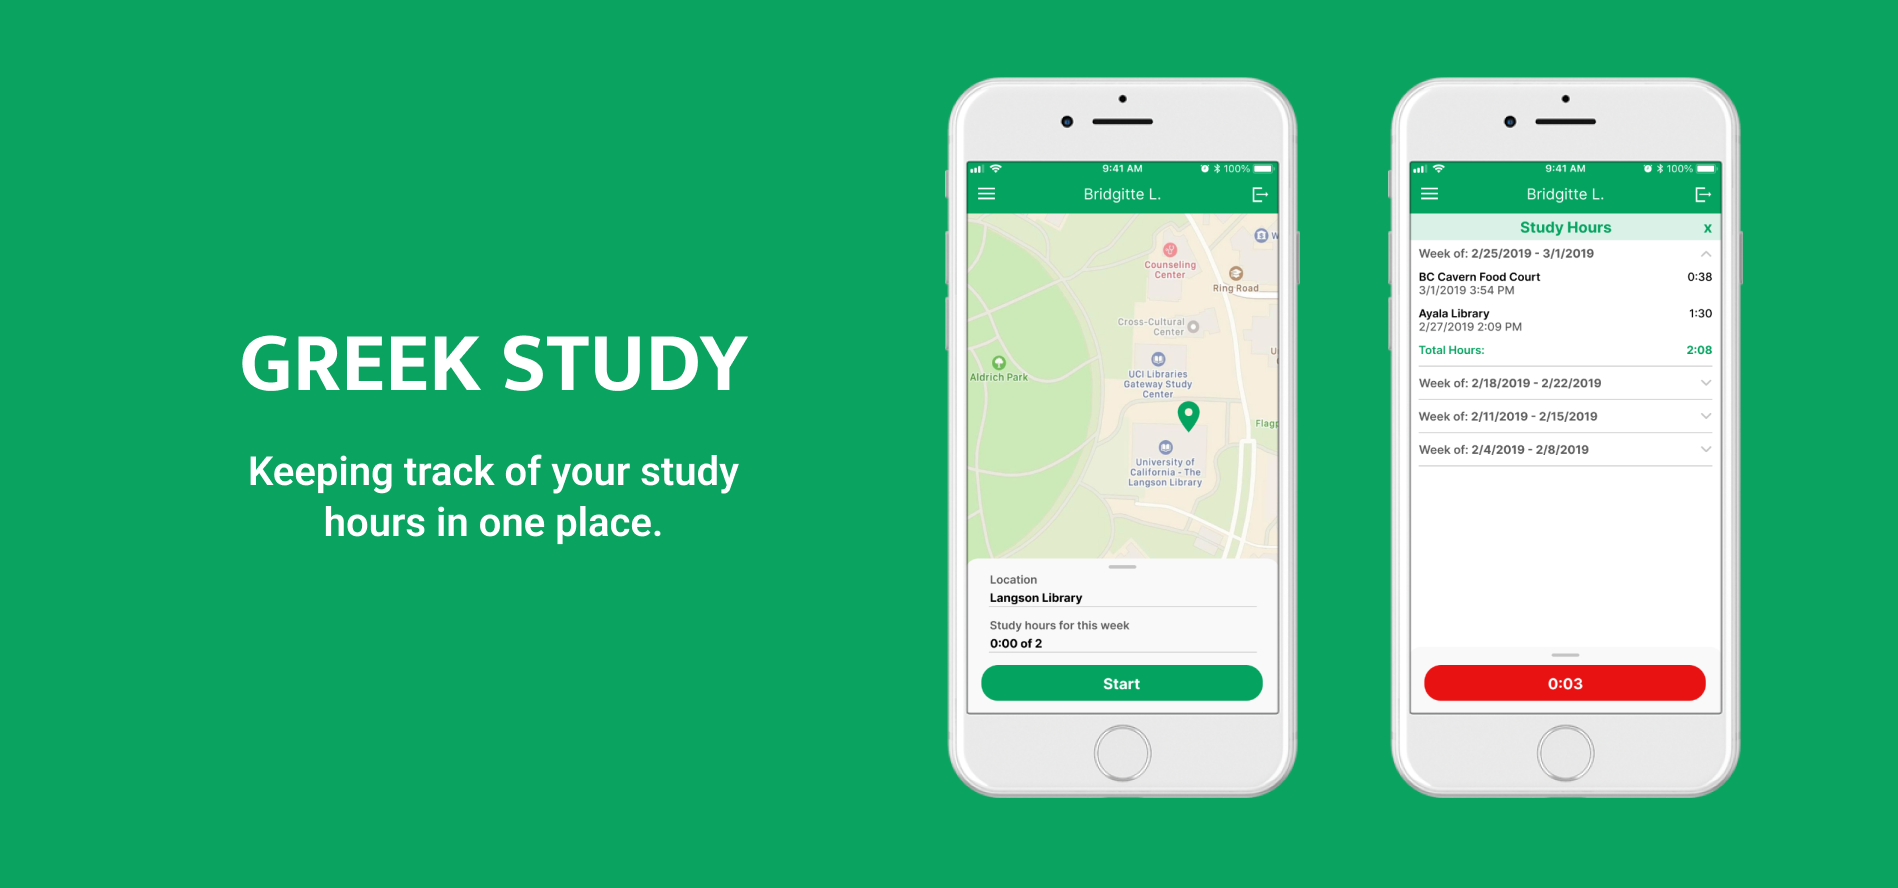 GREEK STUDY
Keeping track of your study
hours in one place.
9:41 AM
100%
Bridgitte L.
Counseling
Center
Ring Road
Cross-Cultural
Center
Aldrich Park
UCI Libraries
Gateway Study
Center
Flagp
University of
California - The
Langson Library
Location
Langson Library
Study hours for this week
0:00 of 2
Start
9:41 AM
100%
Bridgitte L.
Study Hours x
Week of: 2/25/2019 - 3/1/2019
BC Cavern Food Court 0:38
3/1/2019 3:54 PM
Ayala Library 1:30
2/27/2019 2:09 PM
Total Hours: 2:08
Week of: 2/18/2019 - 2/22/2019
Week of: 2/11/2019 - 2/15/2019
Week of: 2/4/2019 - 2/8/2019
0:03